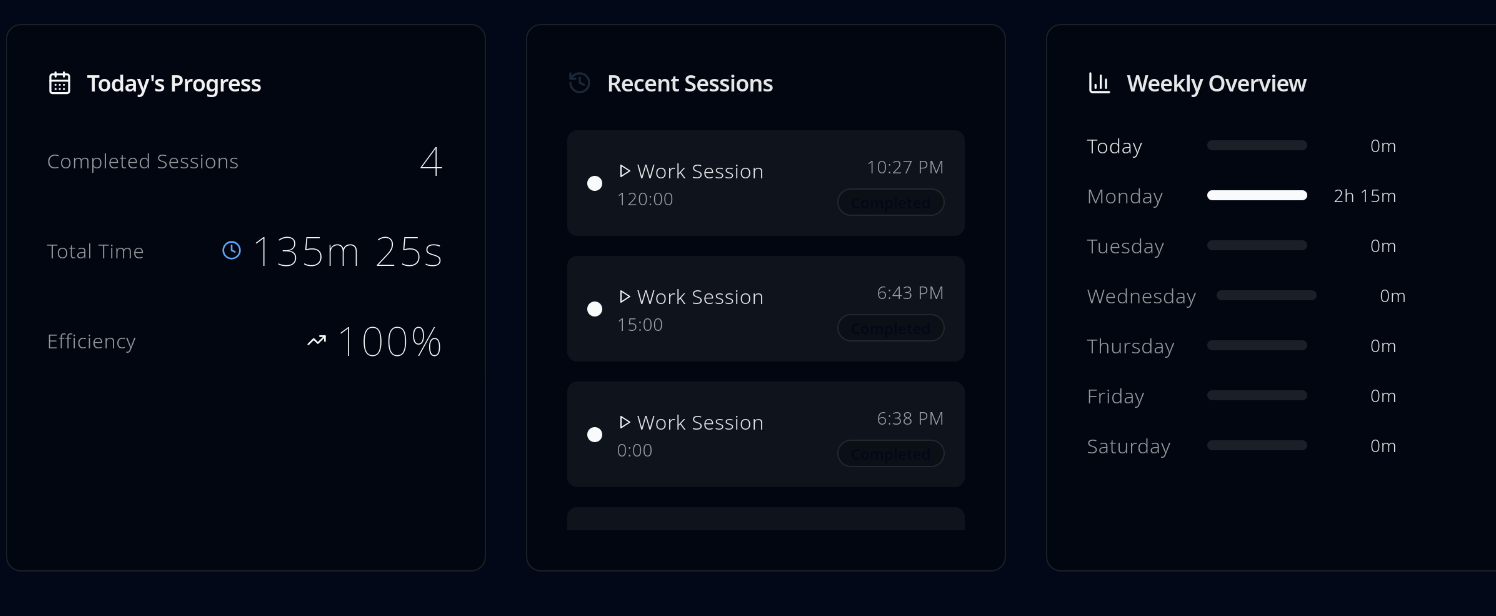 Today's Progress
Completed Sessions 4
Total Time 135m 25s
Efficiency 100%
Recent Sessions
Work Session 10:27 PM
120:00 Completed
Work Session 6:43 PM
15:00 Completed
Work Session 6:38 PM
0:00 Completed
Weekly Overview
Today 0m
Monday 2h 15m
Tuesday 0m
Wednesday 0m
Thursday 0m
Friday 0m
Saturday 0m